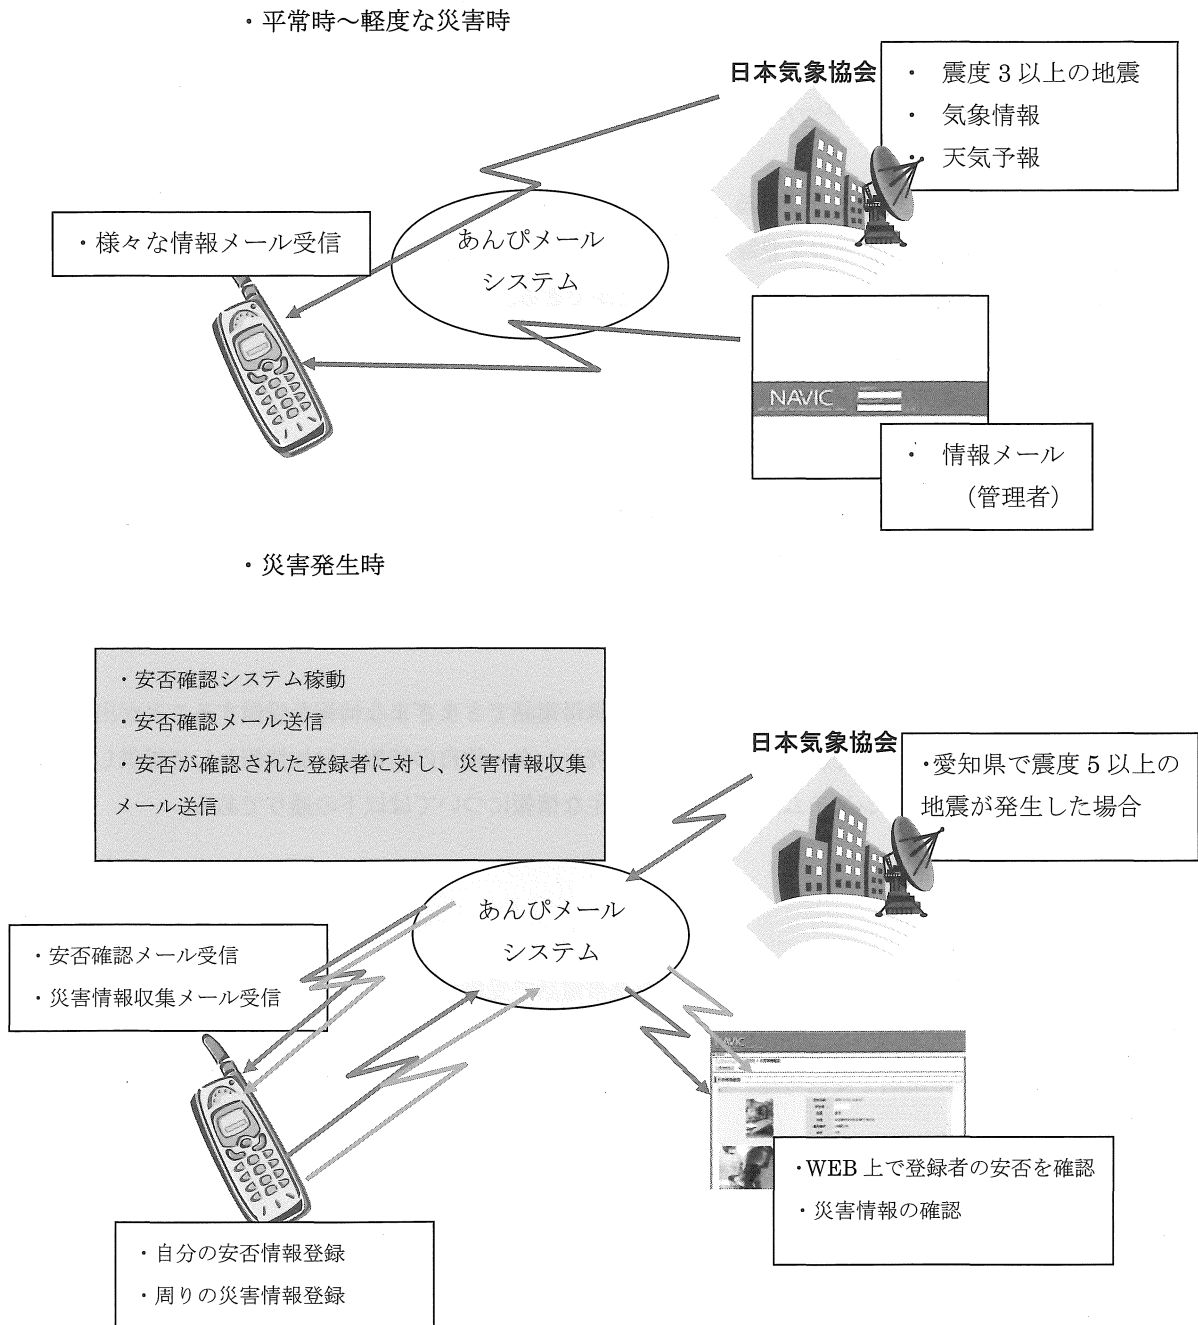 ・平常時～軽度な災害時
日本気象協会
・ 震度 3 以上の地震
・ 気象情報
・ 天気予報
・様々な情報メール受信
あんぴメール
システム
NAVIC
・ 情報メール
（管理者）
・災害発生時
・安否確認システム稼動
・安否確認メール送信
・安否が確認された登録者に対し、災害情報収集
メール送信
日本気象協会
・愛知県で震度 5 以上の
地震が発生した場合
あんぴメール
システム
・安否確認メール受信
・災害情報収集メール受信
・WEB 上で登録者の安否を確認
・災害情報の確認
・自分の安否情報登録
・周りの災害情報登録